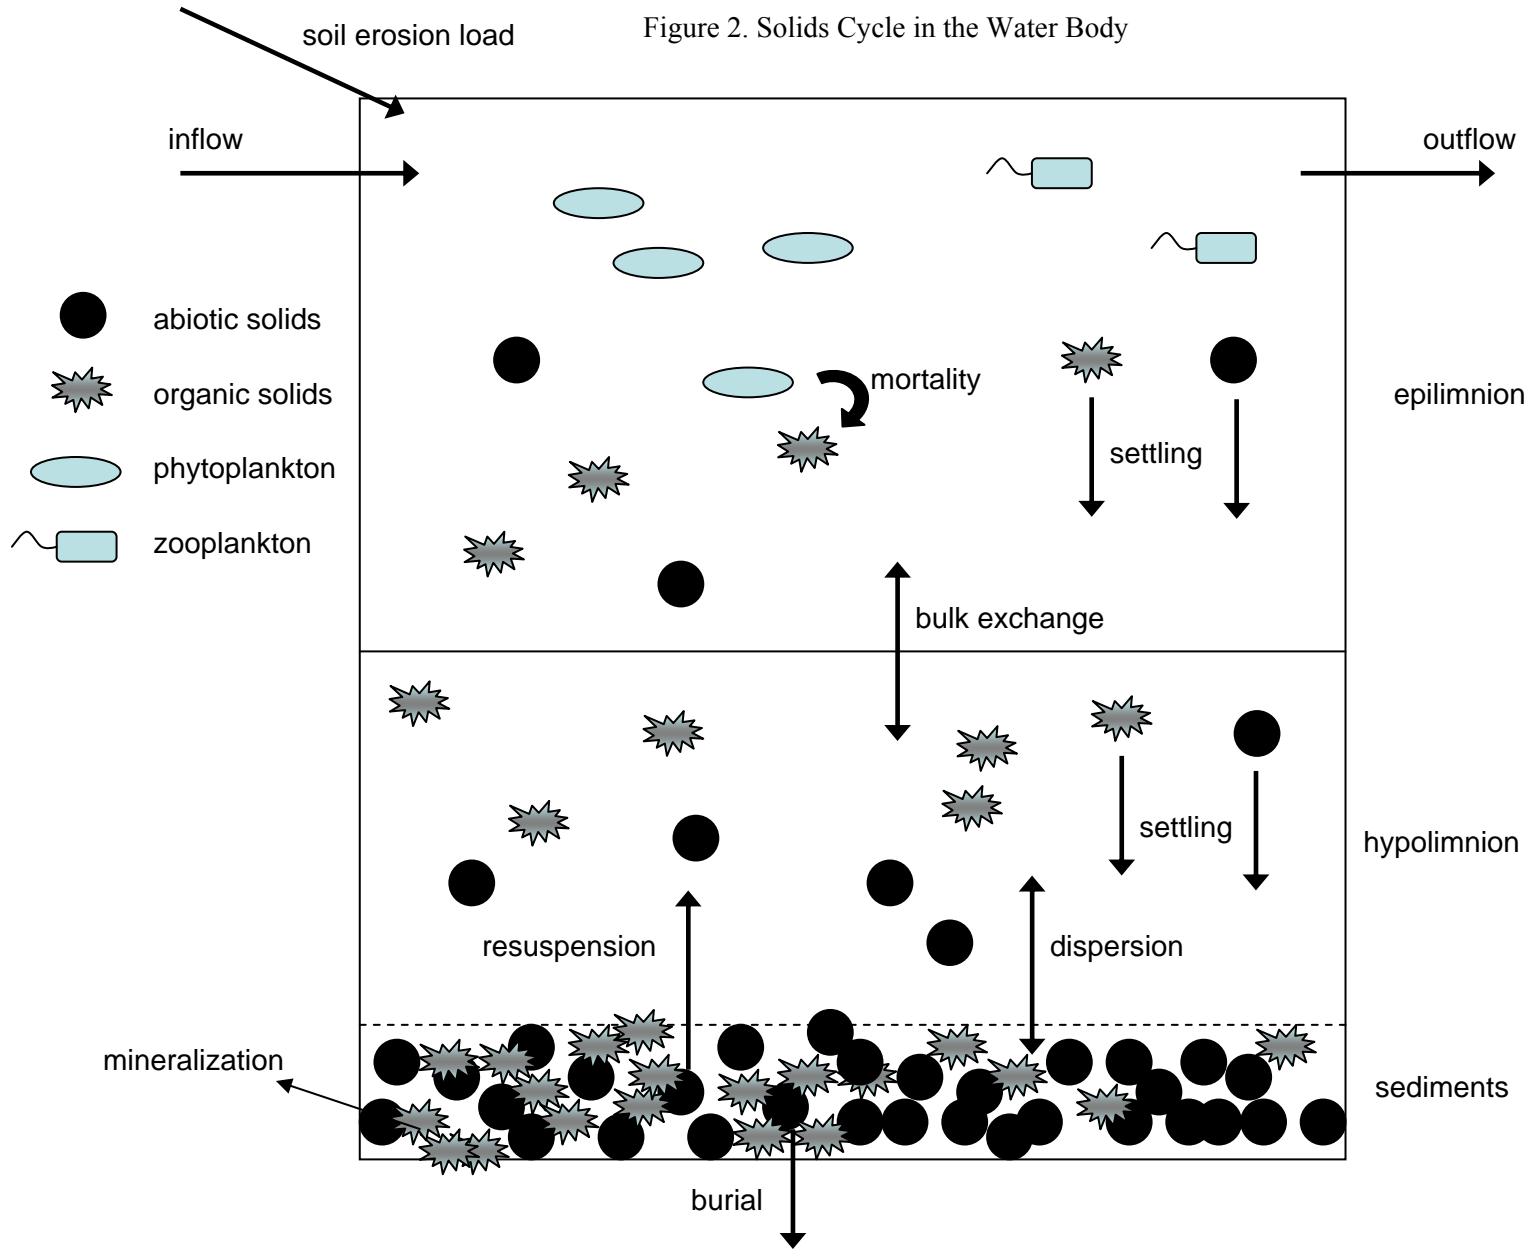 Figure 2. Solids Cycle in the Water Body
soil erosion load
inflow
outflow
abiotic solids
organic solids
phytoplankton
zooplankton
mortality
settling
epilimnion
bulk exchange
settling
hypolimnion
resuspension
dispersion
mineralization
sediments
burial